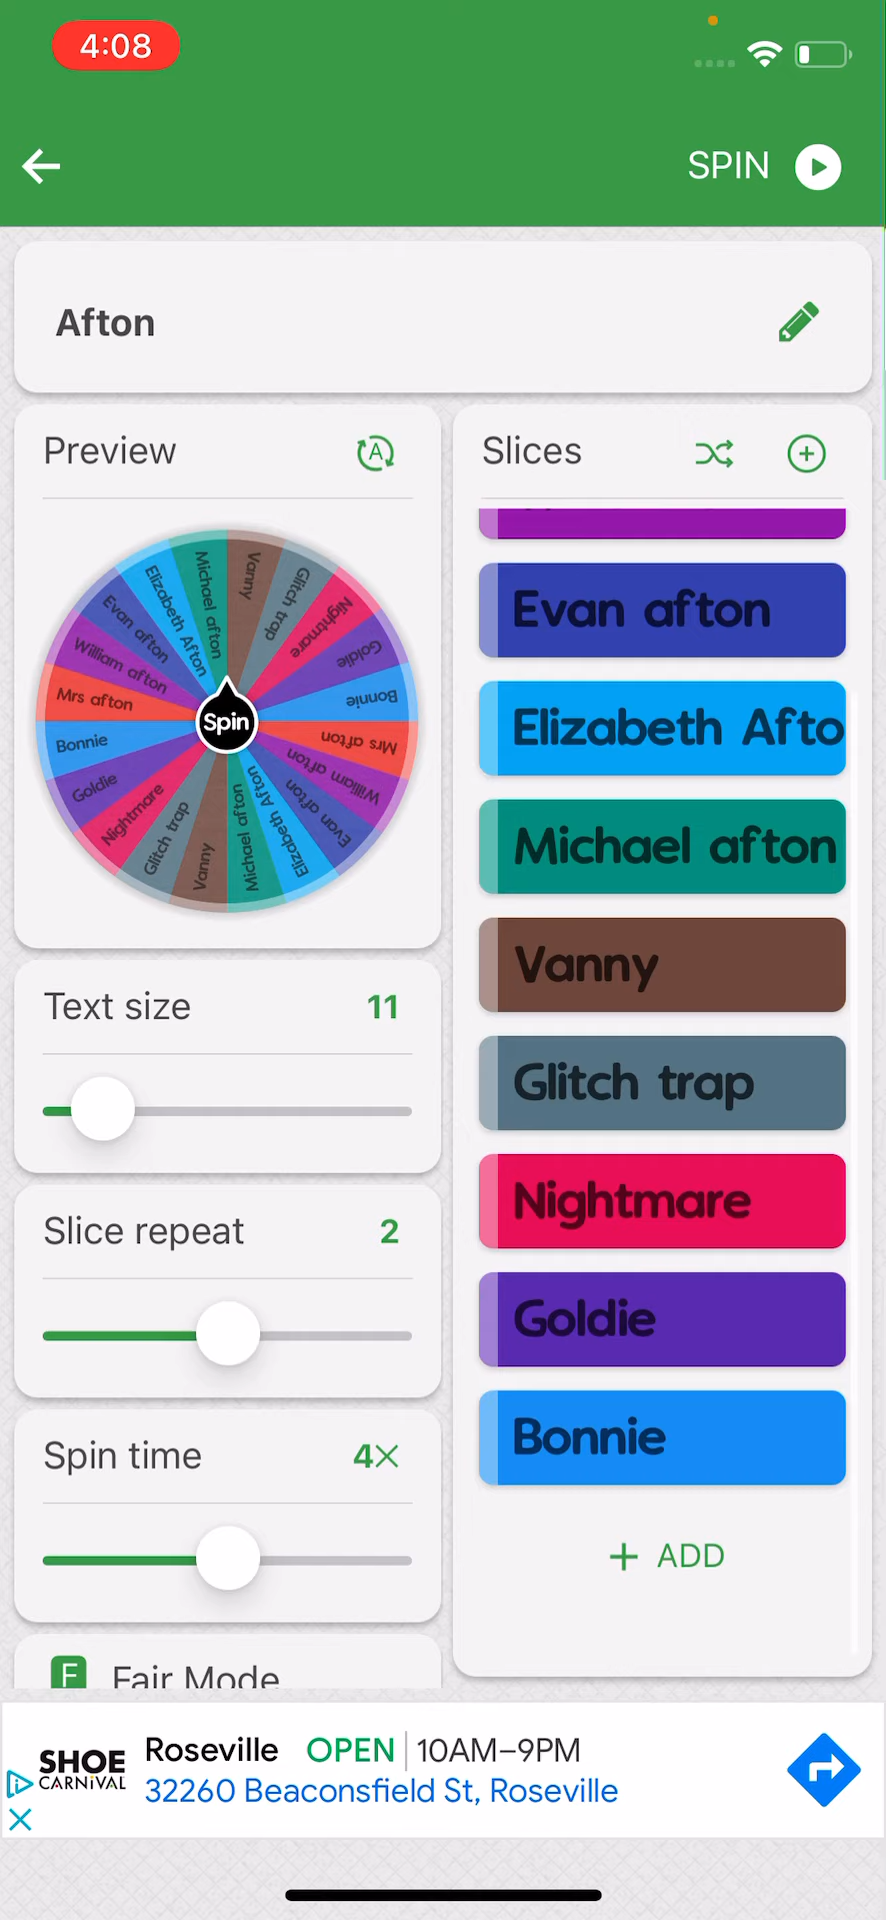 4:08
SPIN
Afton
Preview
A
Slices
Michael afton
Vanny
Glitch trap
Nightmare
Goldie
Bonnie
Mrs afton
William afton
Evan afton
Elizabeth Afton
Michael afton
Vanny
Glitch trap
Nightmare
Goldie
Bonnie
Mrs afton
William afton
Evan afton
Elizabeth Afton
Spin
Evan afton
Elizabeth Afto
Michael afton
Vanny
Glitch trap
Nightmare
Goldie
Bonnie
+ ADD
Text size 11
Slice repeat 2
Spin time 4×
F Fair Mode
SHOE
CARNIVAL
Roseville OPEN 10AM–9PM
32260 Beaconsfield St, Roseville